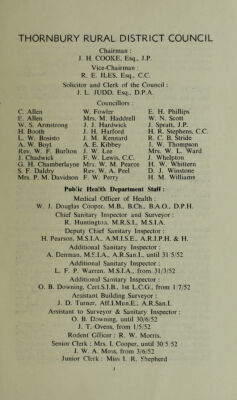 THORNBURY RURAL DISTRICT COUNCIL
Chairman :
J. H. COOKE, Esq., J.P.
Vice-Chairman :
R. E. ILES, Esq., C.C.
Solicitor and Clerk of the Council :
J. L. JUDD, Esq., D.P.A.
Councillors :
C. Allen W. Fowler E. H. Phillips
E. Allen Mrs. M. Haddrell W. N. Scott
W. S. Armstrong J. J. Hardwick J. Spratt, J.P.
H. Booth J. H. Harford H. R. Stephens, C.C.
L. W. Bosisto J. M. Kennard R. C. B. Stride
A. W. Boyt A. E. Kibbey J. W. Thompson
Rev. W. F. Burlton J. W. Lee Mrs. W. L. Ward
J. Chadwick F. W. Lewis, C.C. J. Whelpton
G. H. Chamberlayne Mrs. W. M. Pearce H. W. Whittern
S. F. Daldry Rev. W. A. Peel D. J. Winstone
Mrs. P. M. Davidson F. W. Perry H. M. Williams
Public Health Department Staff :
Medical Officer of Health :
W. J. Douglas Cooper, M.B., B.Ch., B.A.O., D.P.H.
Chief Sanitary Inspector and Surveyor :
R. Huntington, M.R.S.I., M.S.I.A.
Deputy Chief Sanitary Inspector :
H. Pearson, M.S.I.A., A.M.I.S.E., A.R.I.P.H. & H.
Additional Sanitary Inspector :
A. Denman, M.S.I.A., A.R.San.I., until 31/5/52
Additional Sanitary Inspector :
L. F. P. Warren, M.S.I.A., from 31/3/52
Additional Sanitary Inspector :
O. B. Downing, Cert.S.I.B., 1st L.C.G., from 1/7/52
Assistant Building Surveyor :
J. D. Turner, Aff.I.Mun.E., A.R.San.I.
Assistant to Surveyor & Sanitary Inspector :
O. B. Downing, until 30/6/52
J. T. Ovens, from 1/5/52
Rodent Officer : R. W. Morris.
Senior Clerk : Mrs. I. Cooper, until 30/5/52
J. W. A. Moss, from 3/6/52
Junior Clerk : Miss I. R. Shepherd